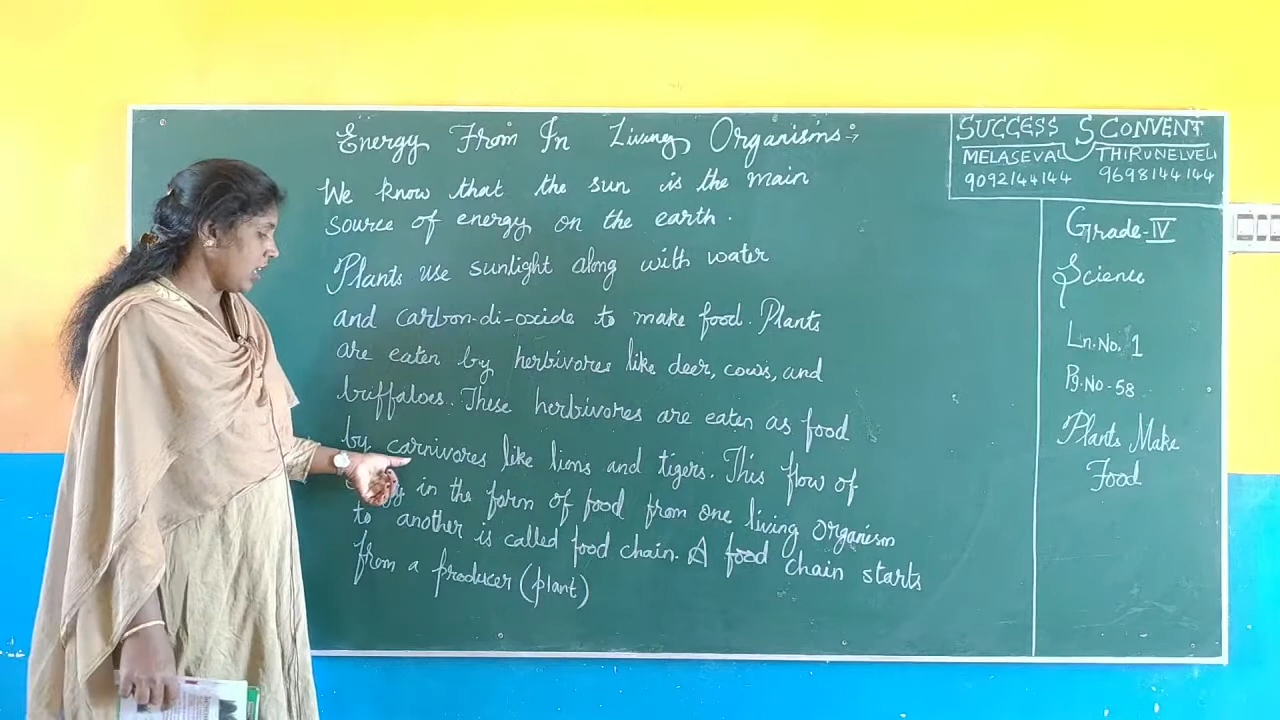 Energy From In Living Organisms:->
We know that the sun is the main
source of energy on the earth.
Plants use sunlight along with water
and carbon-di-oxide to make food. Plants
are eaten by herbivores like deer, cows, and
buffaloes. These herbivores are eaten as food
by carnivores like lions and tigers. This flow of
in the form of food from one living organism
to another is called food chain. A food chain starts
from a producer (plant)
SUCCESS S CONVENT
MELASEVAL THIRUNELVELI
9092144144 9698144144
Grade-IV
Science
Ln.No. 1
Pg.No-58
Plants Make
Food